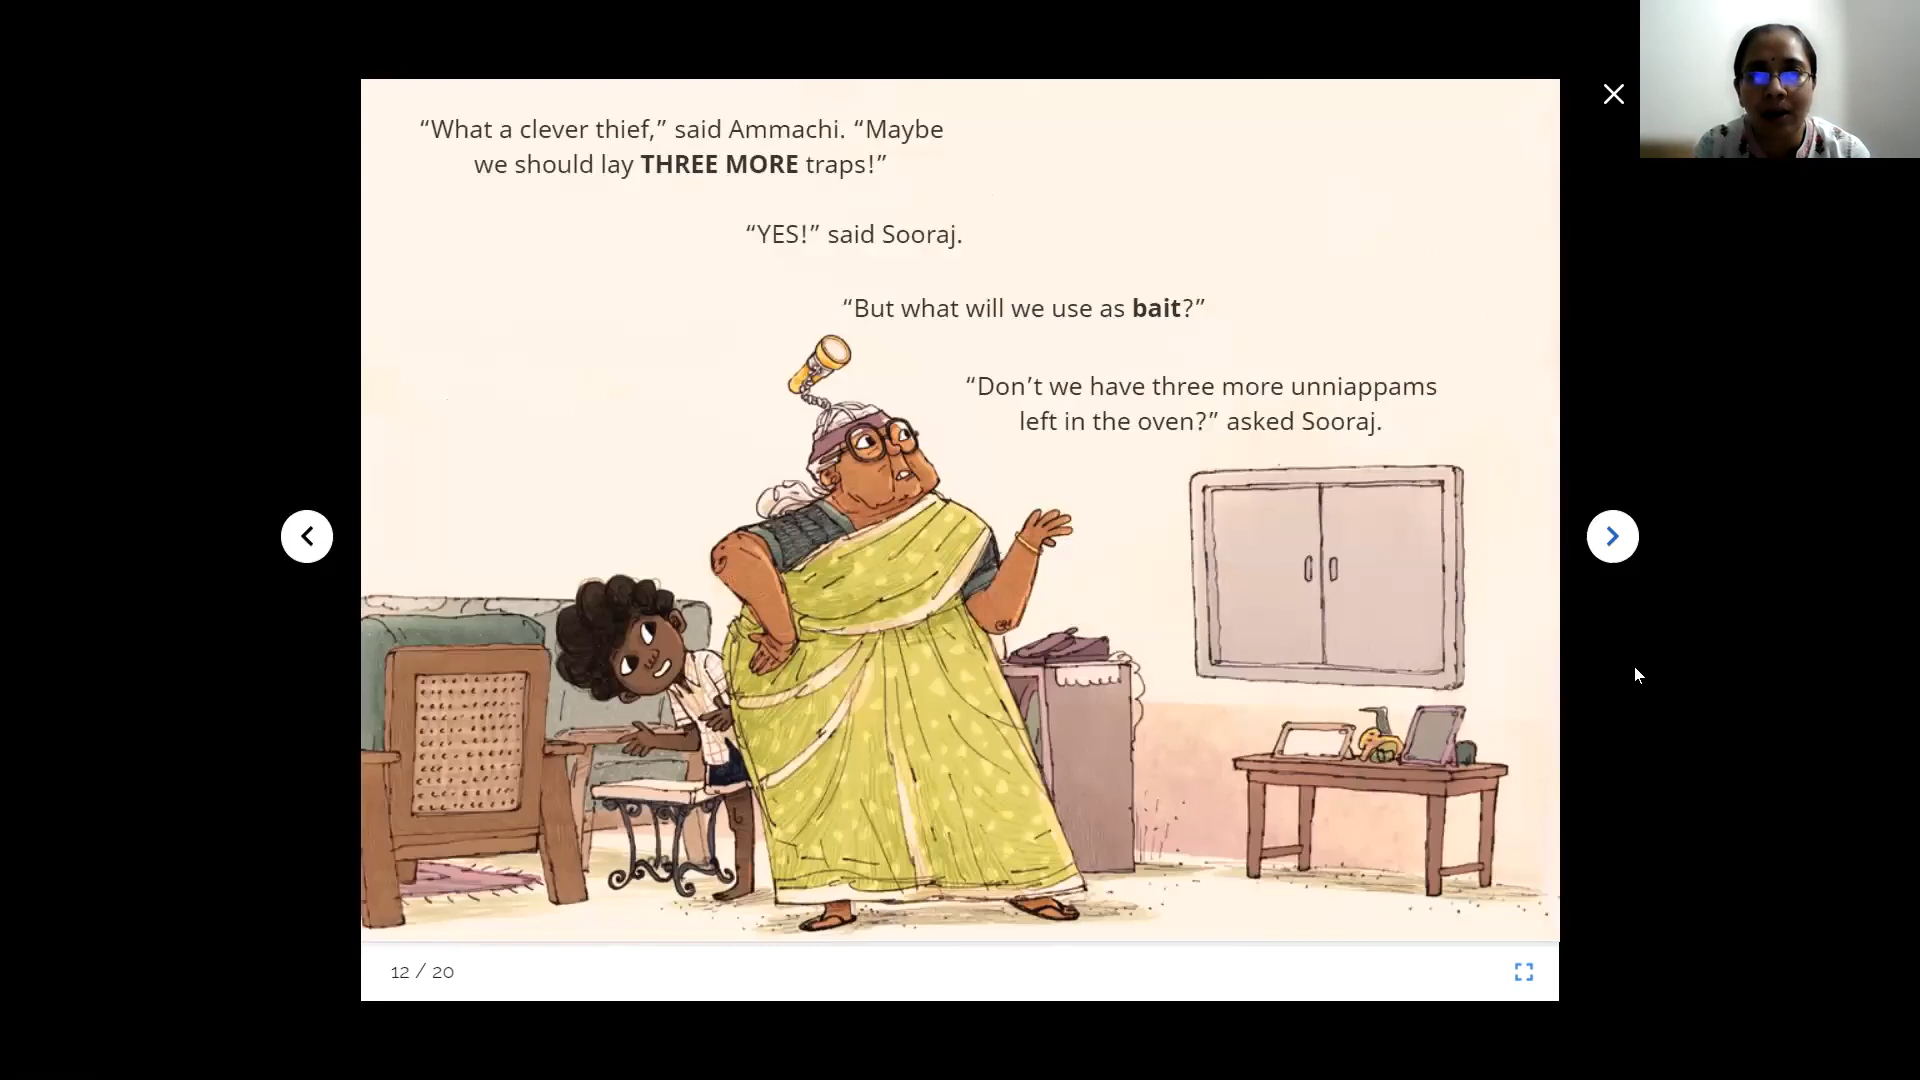 “What a clever thief,” said Ammachi. “Maybe
we should lay THREE MORE traps!”
“YES!” said Sooraj.
“But what will we use as bait?”
“Don’t we have three more unniappams
left in the oven?” asked Sooraj.
12 / 20